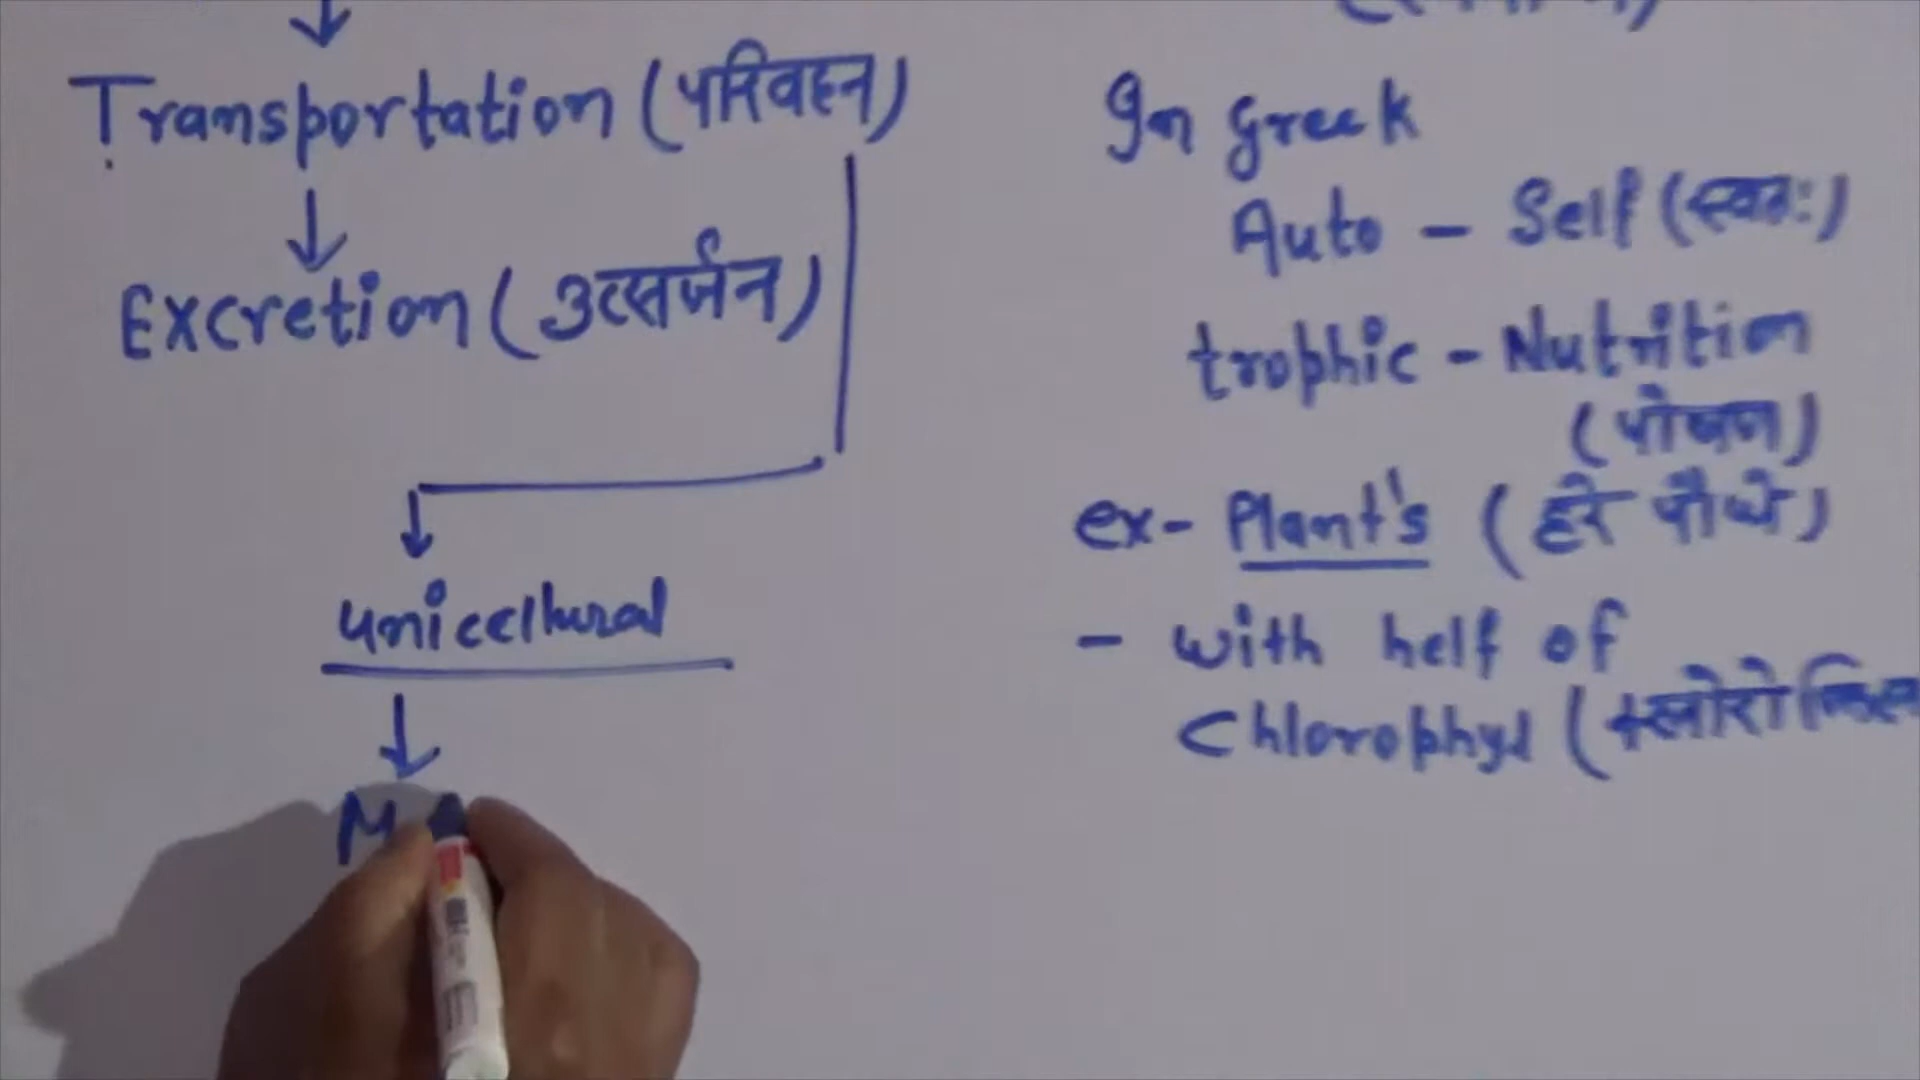 Transportation (परिवहन)
Excretion (उत्सर्जन)
unicellural
M
In Greek
Auto - Self (स्वतः)
trophic - Nutrition
(पोषण)
ex- Plant's (हरे पौधे)
- with helf of
Chlorophyl (क्लोरोफिल